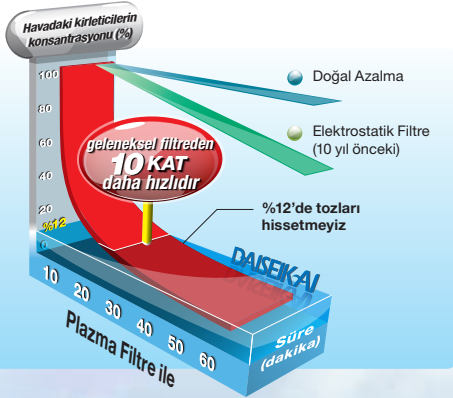 Havadaki kirleticilerin
konsantrasyonu (%)
100
80
60
40
20
%12
0
Doğal Azalma
Elektrostatik Filtre
(10 yıl önceki)
geleneksel filtreden
10 KAT
daha hızlıdır
%12'de tozları
hissetmeyiz
DAISEIKAI
10 20 30 40 50 60
Süre
(dakika)
Plazma Filtre ile